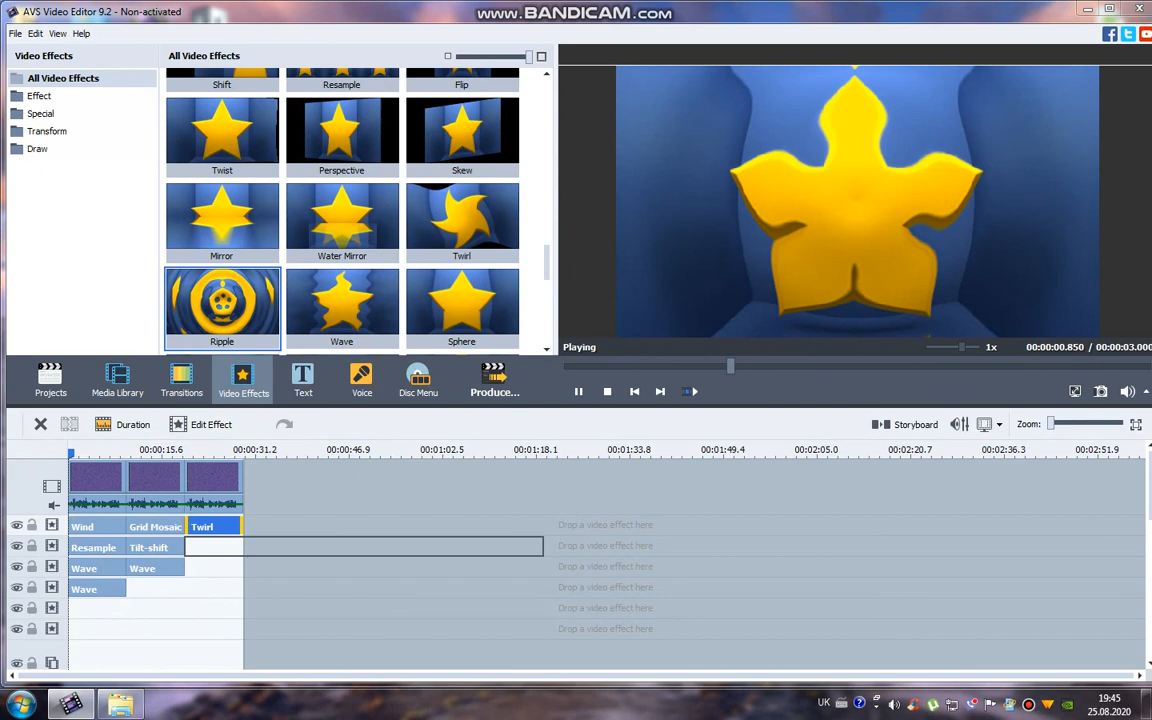 AVS Video Editor 9.2 - Non-activated
www.BANDICAM.com
File Edit View Help
Video Effects
All Video Effects
All Video Effects
Effect
Special
Transform
Draw
Shift Resample Flip
Twist Perspective Skew
Mirror Water Mirror Twirl
Ripple Wave Sphere
Playing
1x
00:00:00.850 / 00:00:03.000
Projects Media Library Transitions Video Effects Text Voice Disc Menu Produce...
Duration Edit Effect
Storyboard Zoom:
00:00:15.6 00:00:31.2 00:00:46.9 00:01:02.5 00:01:18.1 00:01:33.8 00:01:49.4 00:02:05.0 00:02:20.7 00:02:36.3 00:02:51.9
Wind Grid Mosaic Twirl Drop a video effect here
Resample Tilt-shift Drop a video effect here
Wave Wave Drop a video effect here
Wave Drop a video effect here
Drop a video effect here
Drop a video effect here
UK
19:45
25.08.2020